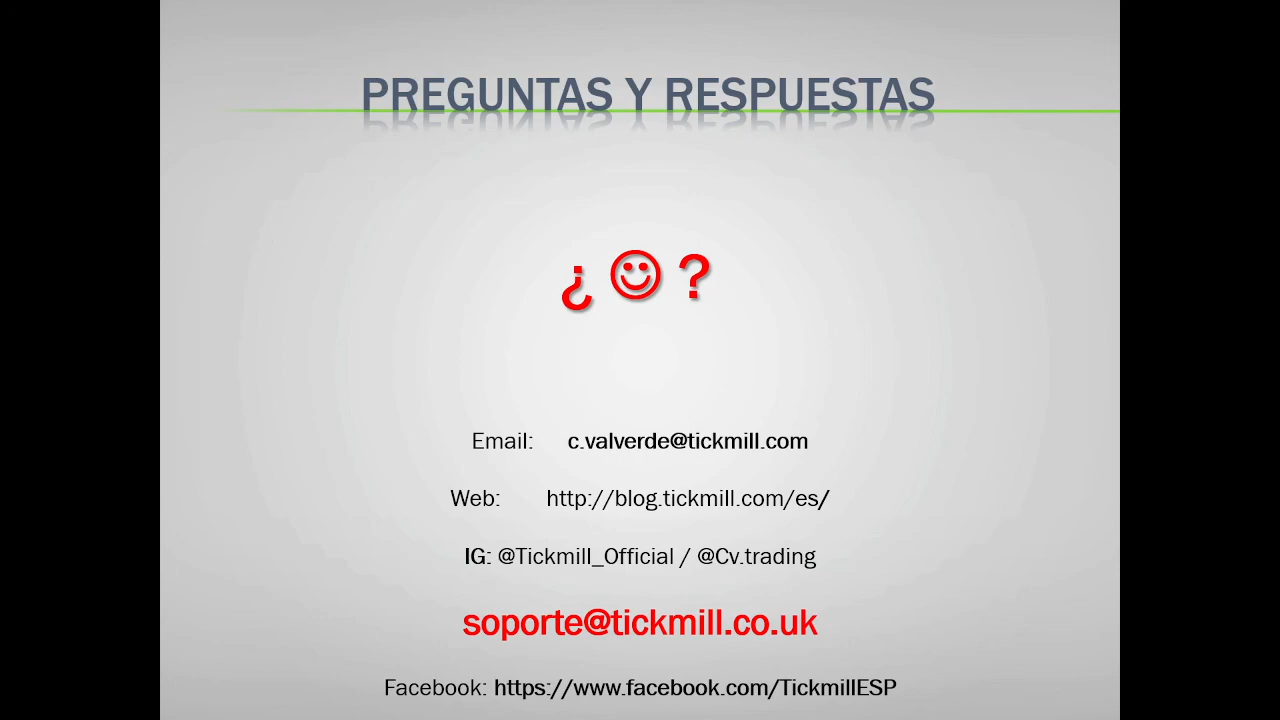 PREGUNTAS Y RESPUESTAS
¿☺?
Email: c.valverde@tickmill.com
Web: http://blog.tickmill.com/es/
IG: @Tickmill_Official / @Cv.trading
soporte@tickmill.co.uk
Facebook: https://www.facebook.com/TickmillESP